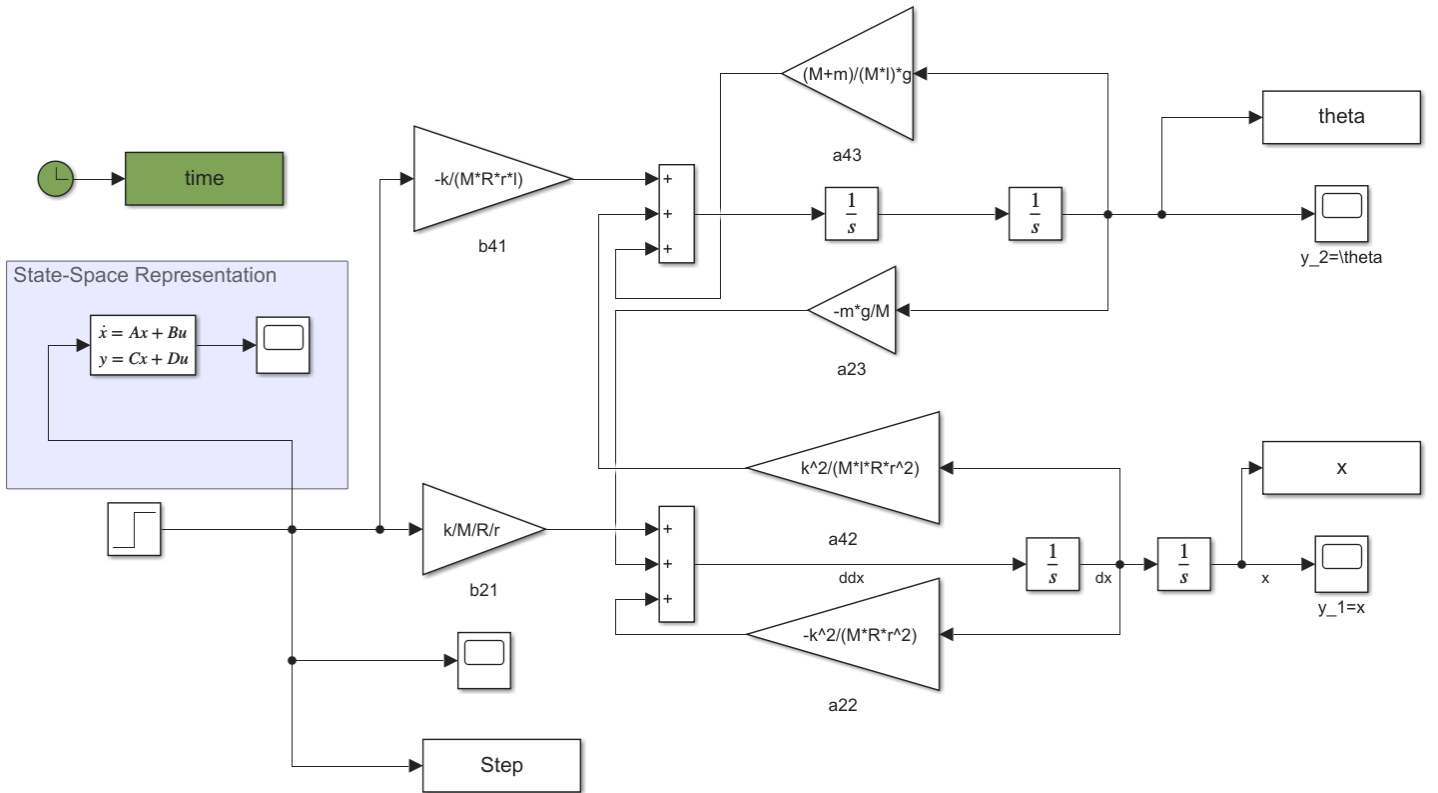 (M+m)/(M*l)*g
a43
theta
time
-k/(M*R*r*l)
b41
+
+
+
1
s
1
s
y_2=\theta
State-Space Representation
ẋ = Ax + Bu
y = Cx + Du
-m*g/M
a23
k^2/(M*l*R*r^2)
a42
x
k/M/R/r
b21
+
+
+
ddx
1
s
dx
1
s
x
y_1=x
-k^2/(M*R*r^2)
a22
Step